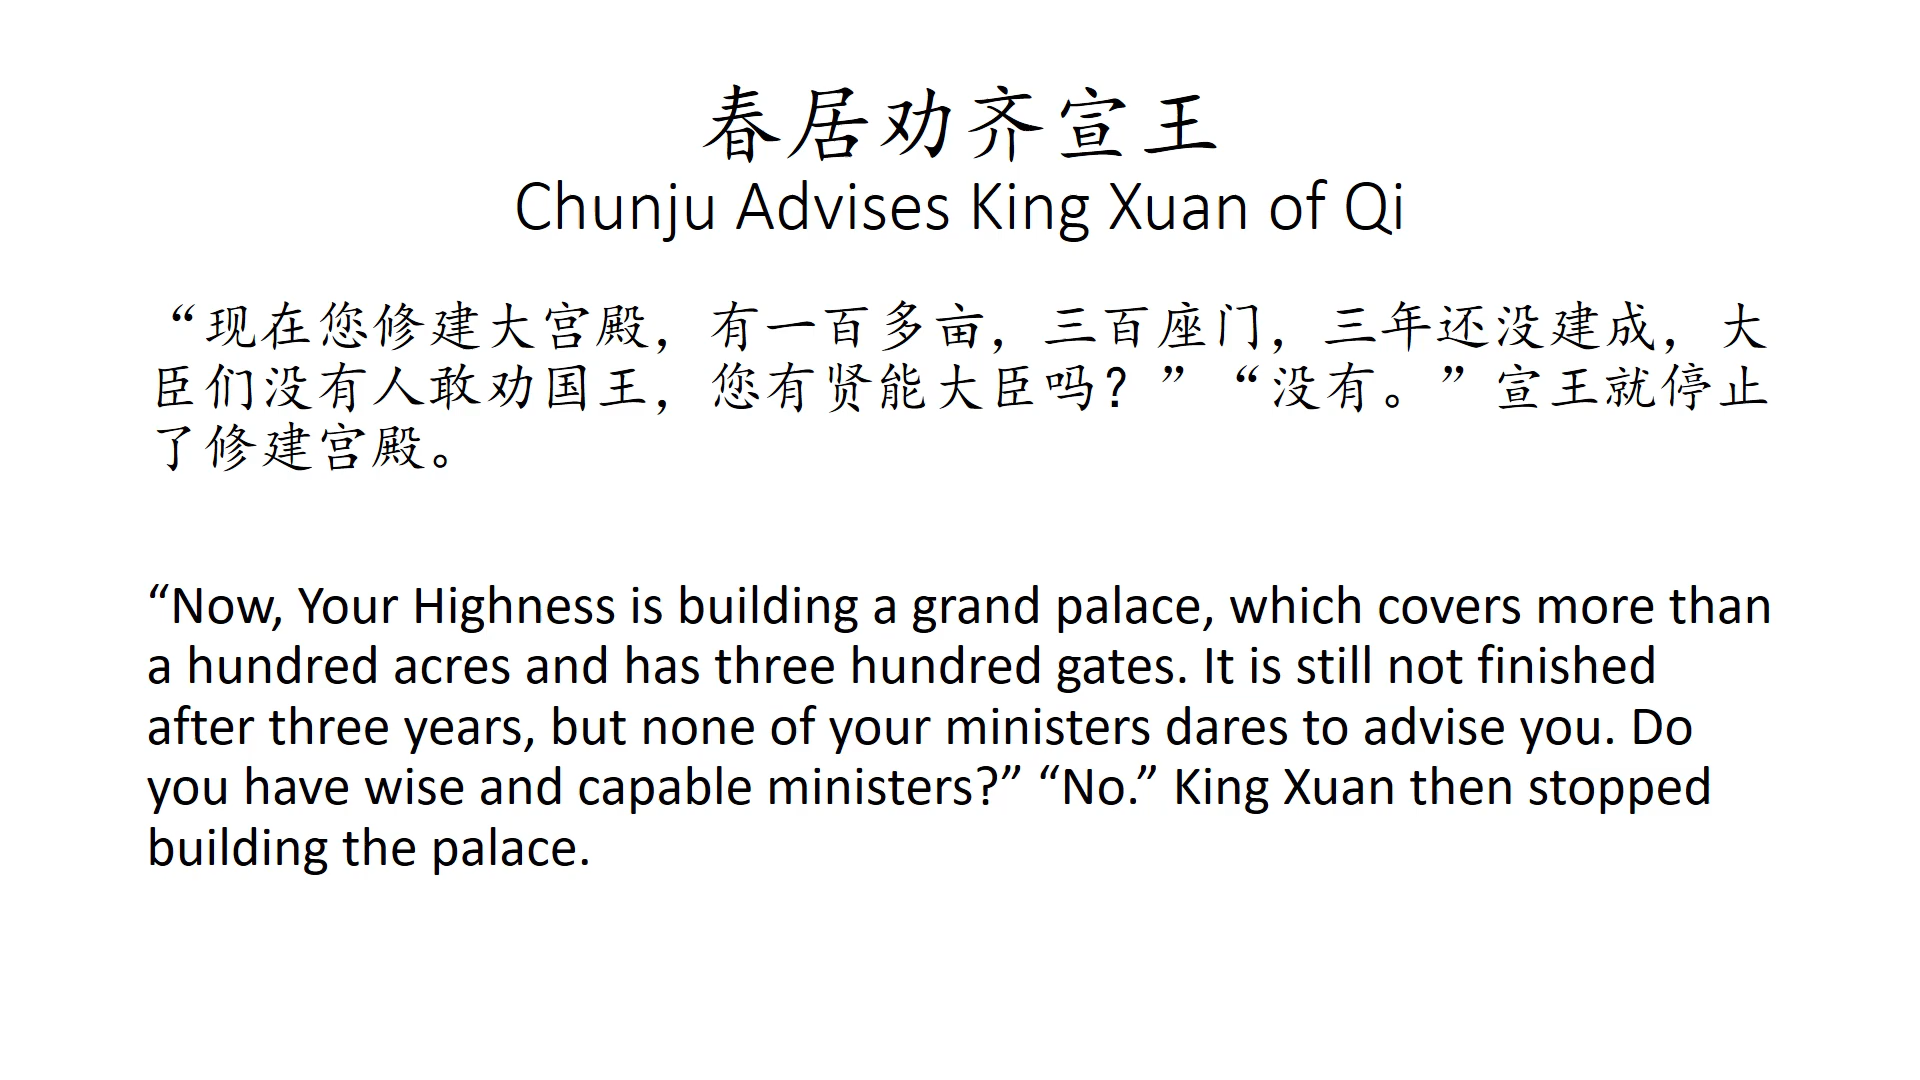 春居劝齐宣王
Chunju Advises King Xuan of Qi
“现在您修建大宫殿，有一百多亩，三百座门，三年还没建成，大
臣们没有人敢劝国王，您有贤能大臣吗？”“没有。”宣王就停止
了修建宫殿。
“Now, Your Highness is building a grand palace, which covers more than
a hundred acres and has three hundred gates. It is still not finished
after three years, but none of your ministers dares to advise you. Do
you have wise and capable ministers?” “No.” King Xuan then stopped
building the palace.